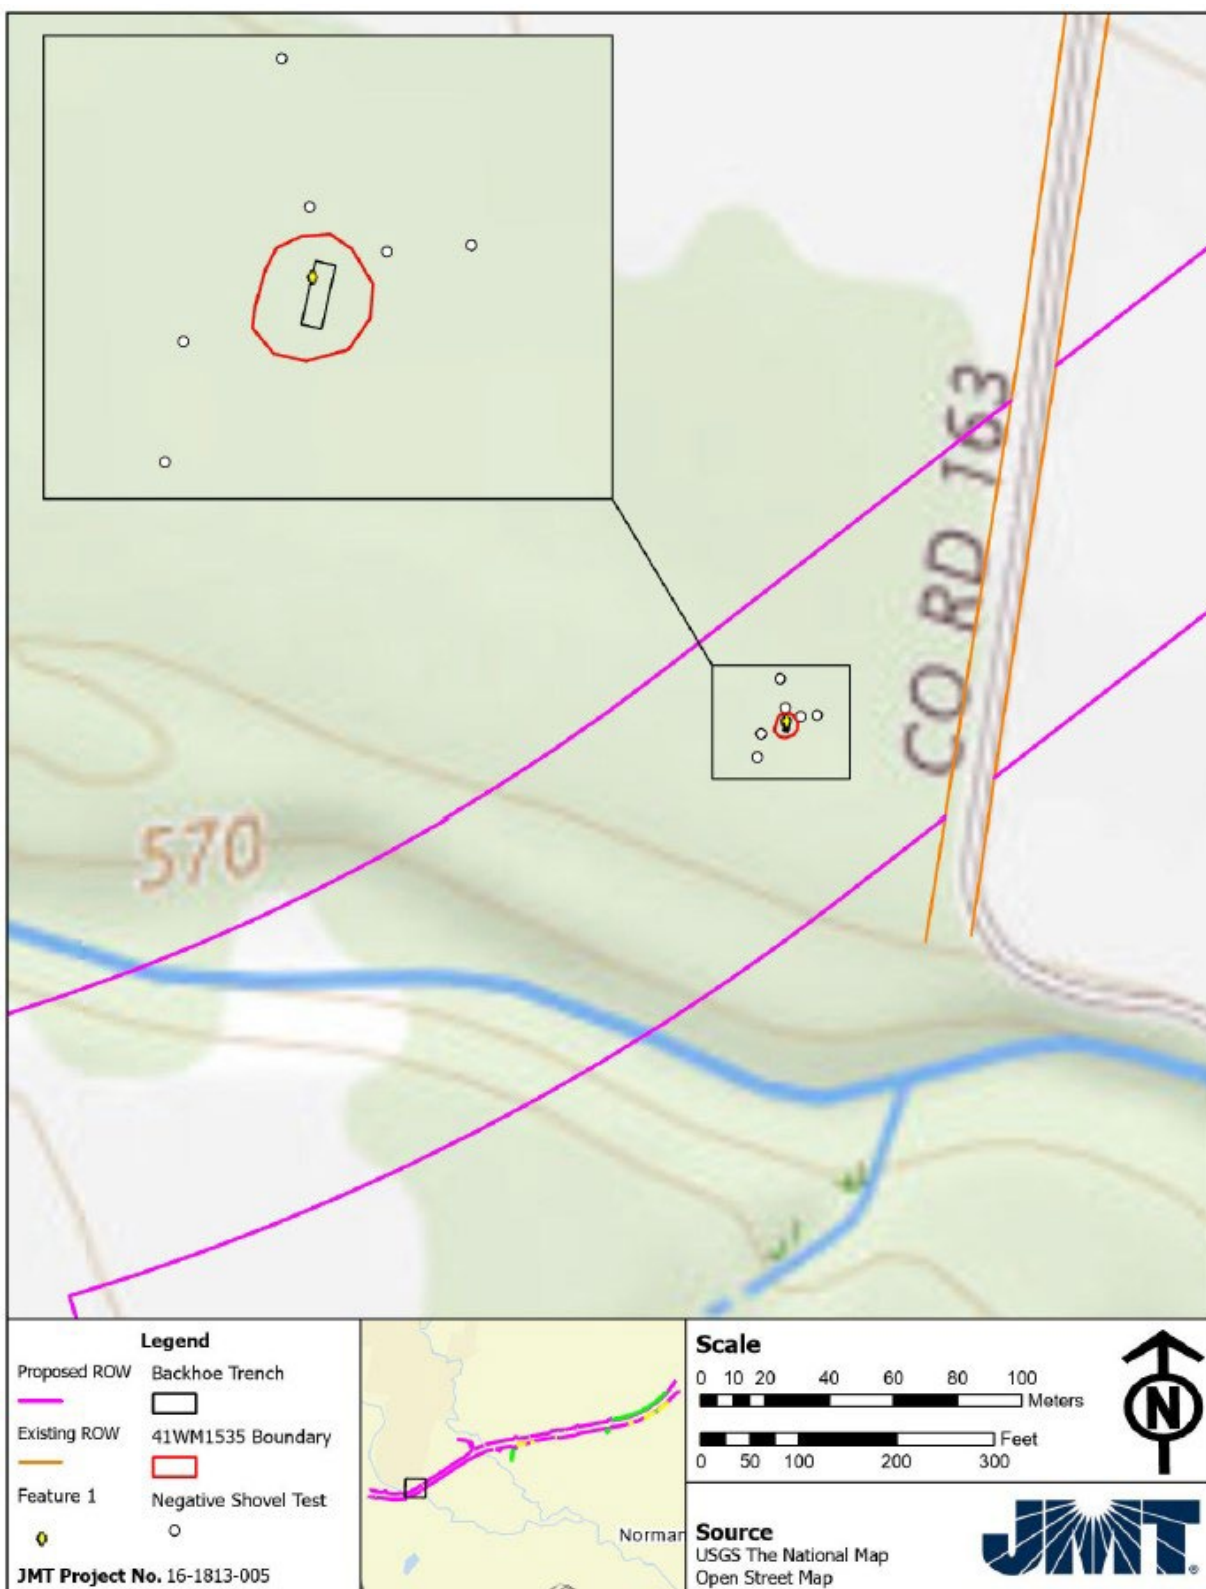 CO RD 163
570
Legend
Proposed ROW
Backhoe Trench
Existing ROW
41WM1535 Boundary
Feature 1
Negative Shovel Test
JMT Project No. 16-1813-005
Norman
Scale
0 10 20 40 60 80 100
Meters
Feet
0 50 100 200 300
N
Source
USGS The National Map
Open Street Map
JMT®